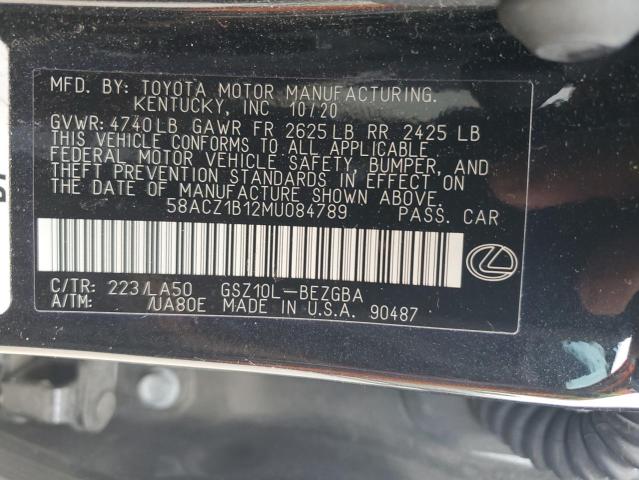 MFD. BY: TOYOTA MOTOR MANUFACTURING.
KENTUCKY, INC 10/20
GVWR: 4740LB GAWR FR 2625LB RR 2425 LB
THIS VEHICLE CONFORMS TO ALL APPLICABLE
FEDERAL MOTOR VEHICLE SAFETY, BUMPER, AND
THEFT PREVENTION STANDARDS IN EFFECT ON
THE DATE OF MANUFACTURE SHOWN ABOVE.
58ACZ1B12MU084789 PASS. CAR
C/TR: 223/LA50 GSZ10L-BEZGBA
A/TM: /UA80E MADE IN U.S.A. 90487